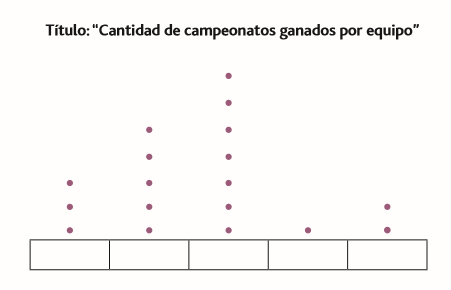 Título: “Cantidad de campeonatos ganados por equipo”